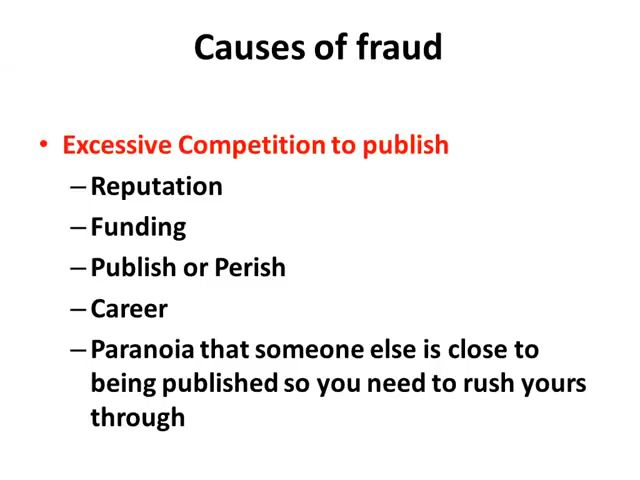 Causes of fraud
• Excessive Competition to publish
–Reputation
–Funding
–Publish or Perish
–Career
–Paranoia that someone else is close to
being published so you need to rush yours
through